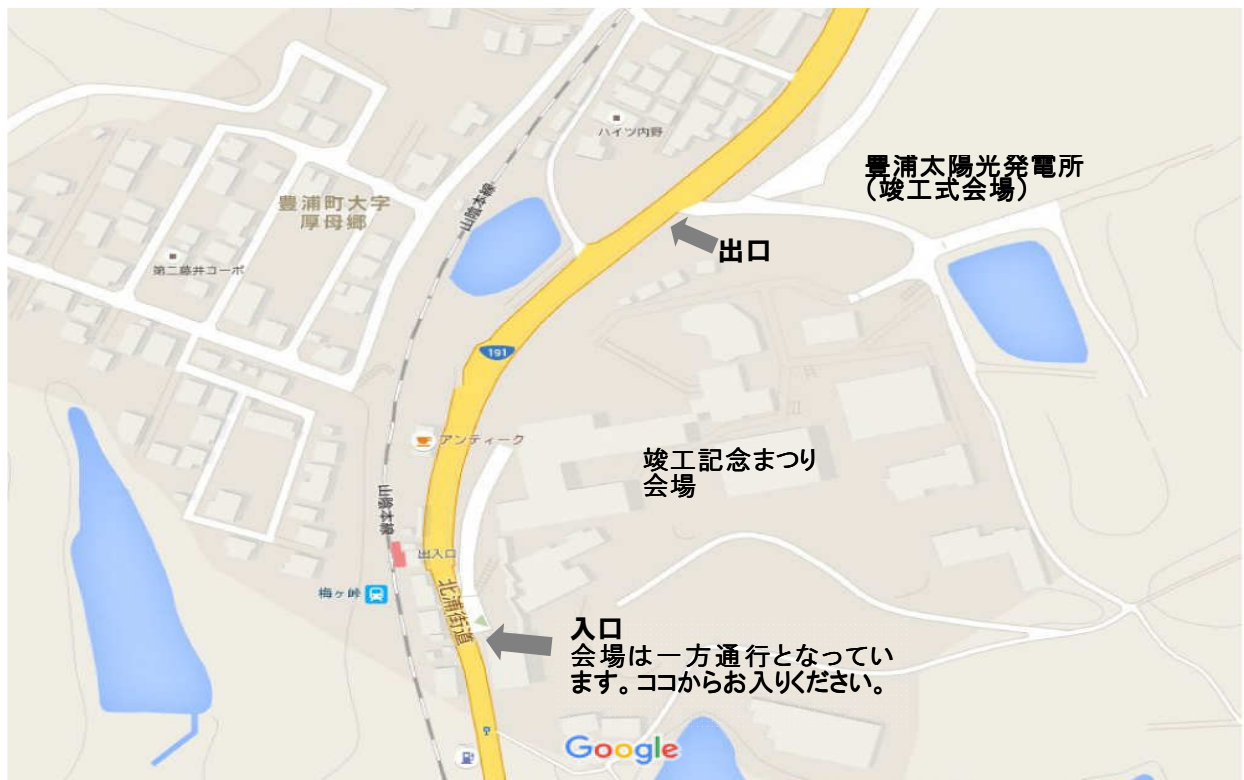 ハイツ内野
豊浦太陽光発電所
（竣工式会場）
豊浦町大字
厚母郷
出口
第二藤井コーポ
191
アンティーク
竣工記念まつり
会場
山陰本線
出入口
梅ヶ峠
北浦街道
入口
会場は一方通行となってい
ます。ココからお入りください。
Google